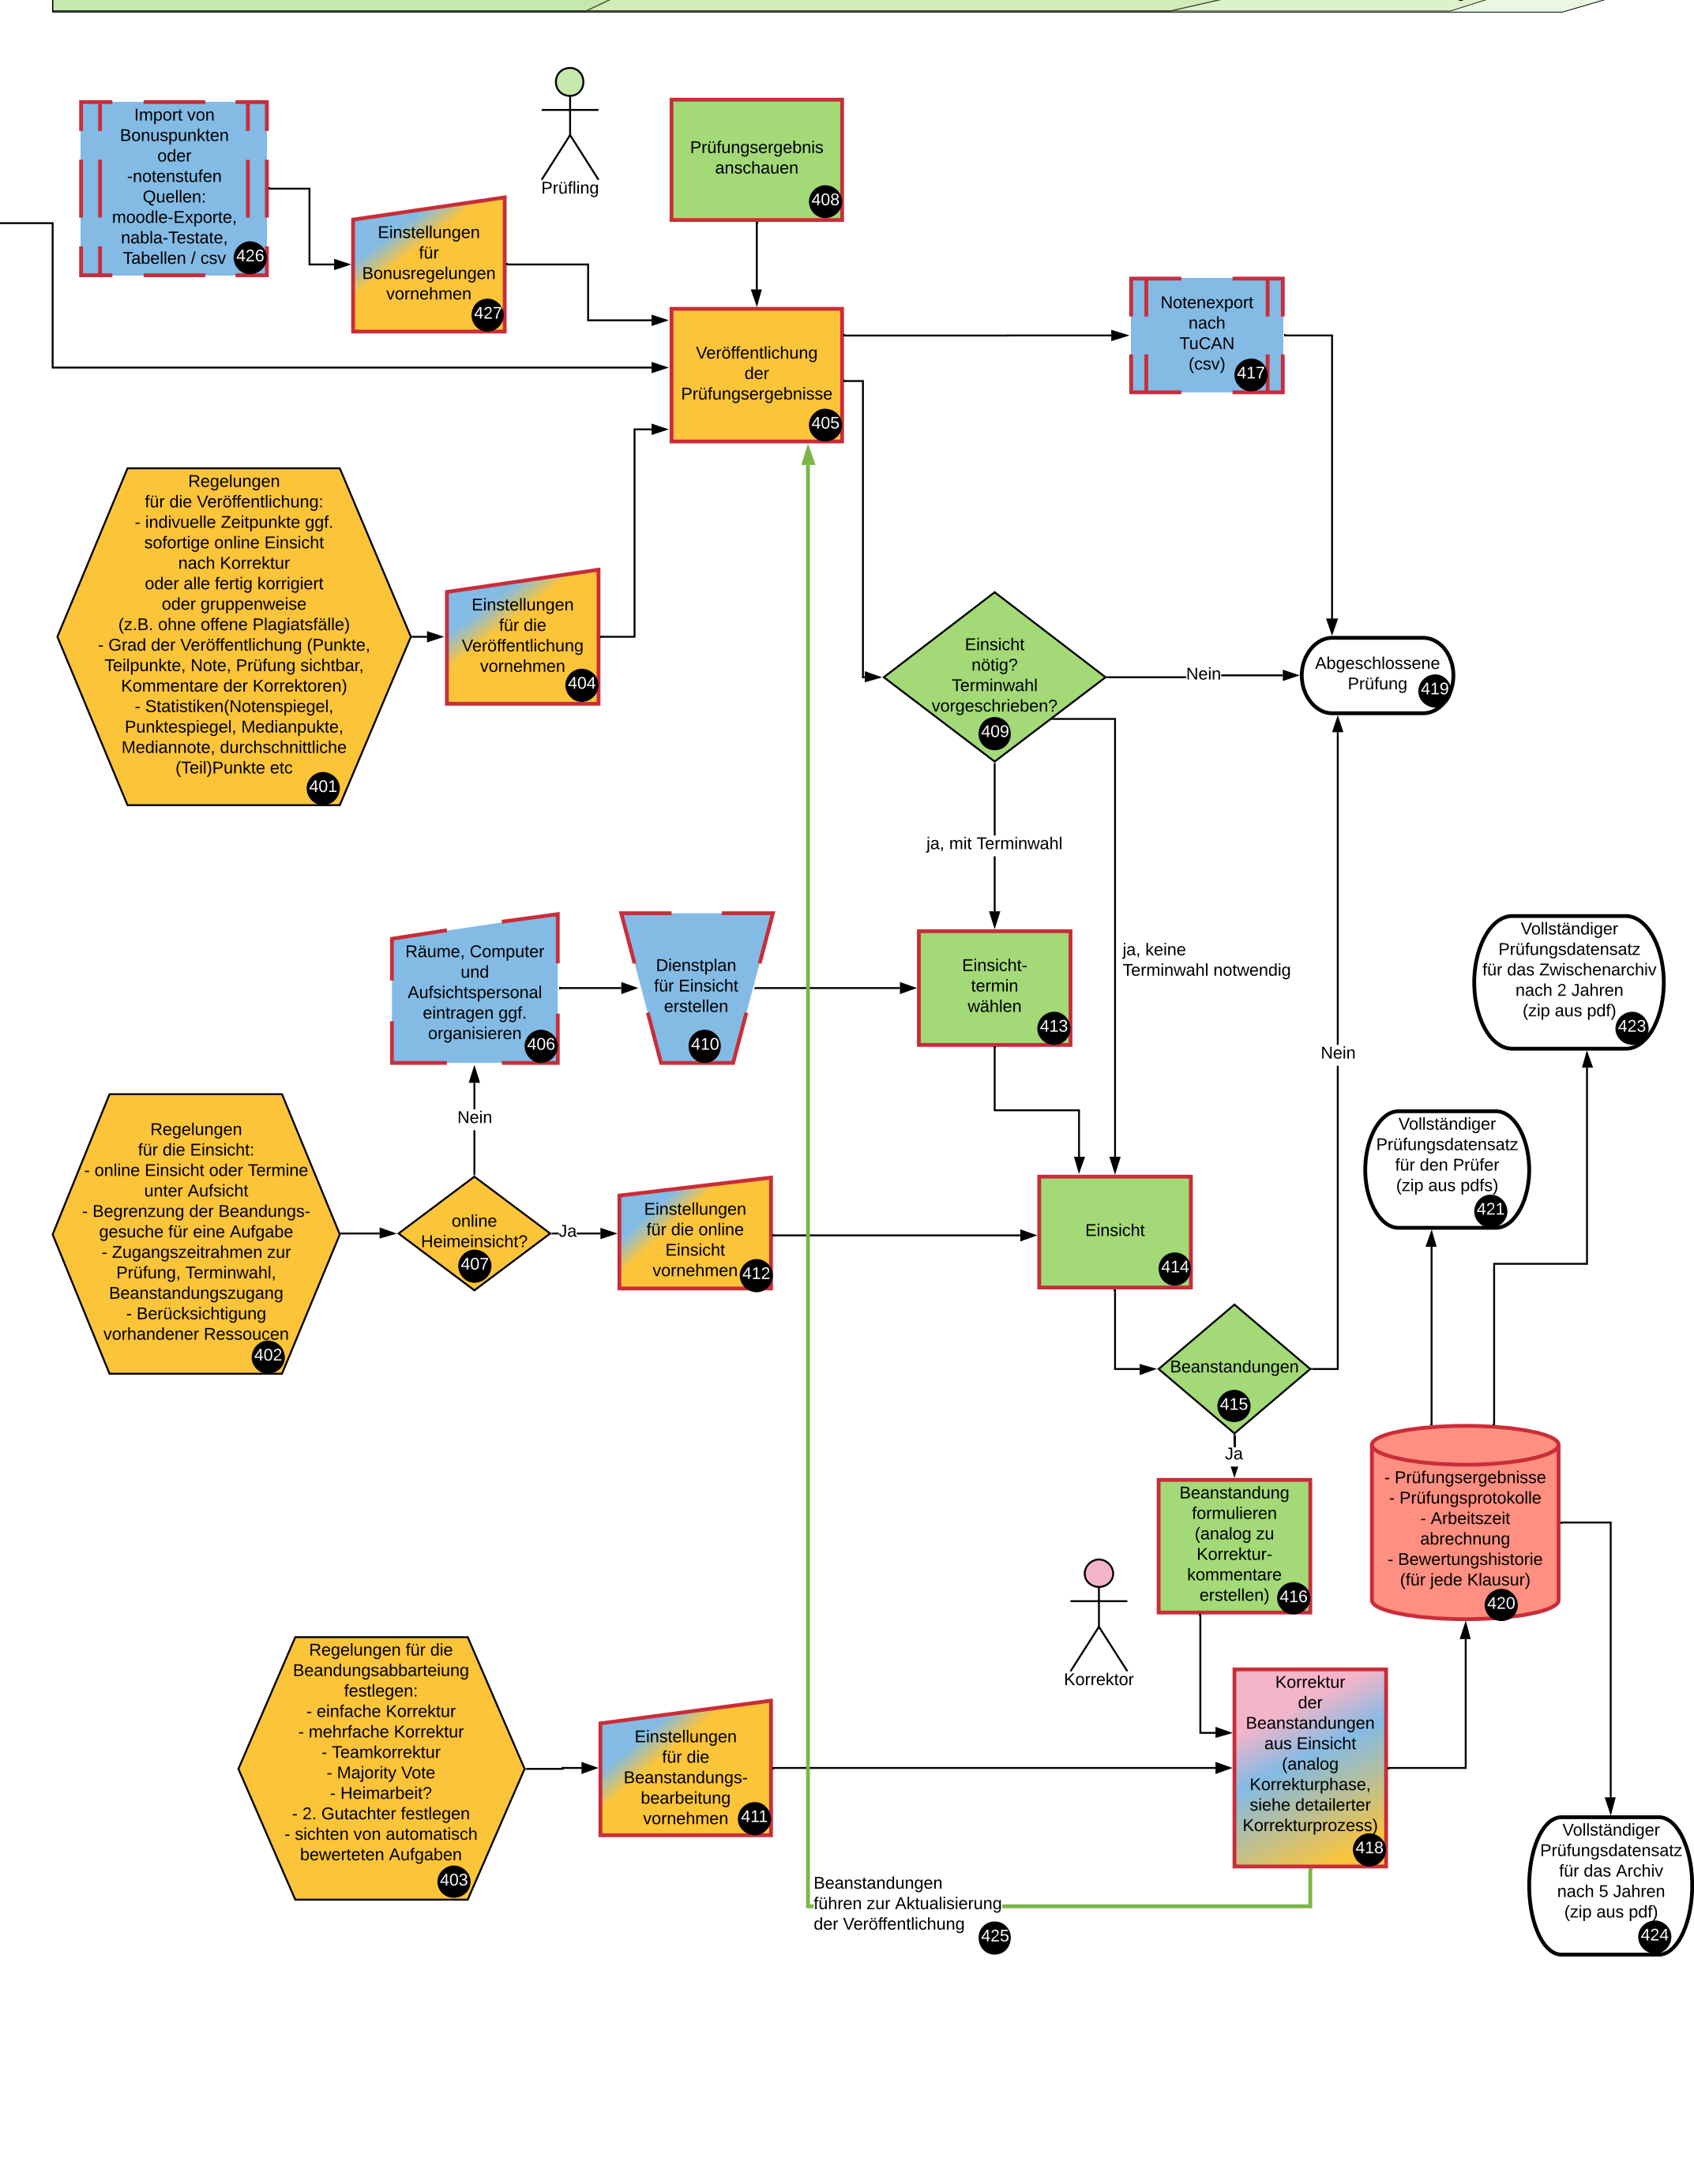 Import von
Bonuspunkten
oder
-notenstufen
Quellen:
moodle-Exporte,
nabla-Testate,
Tabellen / csv
426
Prüfling
Einstellungen
für
Bonusregelungen
vornehmen
427
Prüfungsergebnis
anschauen
408
Veröffentlichung
der
Prüfungsergebnisse
405
Notenexport
nach
TuCAN
(csv)
417
Regelungen
für die Veröffentlichung:
- indivuelle Zeitpunkte ggf.
sofortige online Einsicht
nach Korrektur
oder alle fertig korrigiert
oder gruppenweise
(z.B. ohne offene Plagiatsfälle)
- Grad der Veröffentlichung (Punkte,
Teilpunkte, Note, Prüfung sichtbar,
Kommentare der Korrektoren)
- Statistiken(Notenspiegel,
Punktespiegel, Medianpukte,
Mediannote, durchschnittliche
(Teil)Punkte etc
401
Einstellungen
für die
Veröffentlichung
vornehmen
404
Einsicht
nötig?
Terminwahl
vorgeschrieben?
409
Nein
Abgeschlossene
Prüfung
419
ja, mit Terminwahl
ja, keine
Terminwahl notwendig
Nein
Räume, Computer
und
Aufsichtspersonal
eintragen ggf.
organisieren
406
Dienstplan
für Einsicht
erstellen
410
Einsicht-
termin
wählen
413
Vollständiger
Prüfungsdatensatz
für das Zwischenarchiv
nach 2 Jahren
(zip aus pdf)
423
Vollständiger
Prüfungsdatensatz
für den Prüfer
(zip aus pdfs)
421
Nein
Regelungen
für die Einsicht:
- online Einsicht oder Termine
unter Aufsicht
- Begrenzung der Beandungs-
gesuche für eine Aufgabe
- Zugangszeitrahmen zur
Prüfung, Terminwahl,
Beanstandungszugang
- Berücksichtigung
vorhandener Ressoucen
402
online
Heimeinsicht?
407
Ja
Einstellungen
für die online
Einsicht
vornehmen
412
Einsicht
414
Beanstandungen
415
Ja
Beanstandung
formulieren
(analog zu
Korrektur-
kommentare
erstellen)
416
- Prüfungsergebnisse
- Prüfungsprotokolle
- Arbeitszeit
abrechnung
- Bewertungshistorie
(für jede Klausur)
420
Korrektor
Regelungen für die
Beandungsabbarteiung
festlegen:
- einfache Korrektur
- mehrfache Korrektur
- Teamkorrektur
- Majority Vote
- Heimarbeit?
- 2. Gutachter festlegen
- sichten von automatisch
bewerteten Aufgaben
403
Einstellungen
für die
Beanstandungs-
bearbeitung
vornehmen
411
Korrektur
der
Beanstandungen
aus Einsicht
(analog
Korrekturphase,
siehe detailerter
Korrekturprozess)
418
Beanstandungen
führen zur Aktualisierung
der Veröffentlichung
425
Vollständiger
Prüfungsdatensatz
für das Archiv
nach 5 Jahren
(zip aus pdf)
424